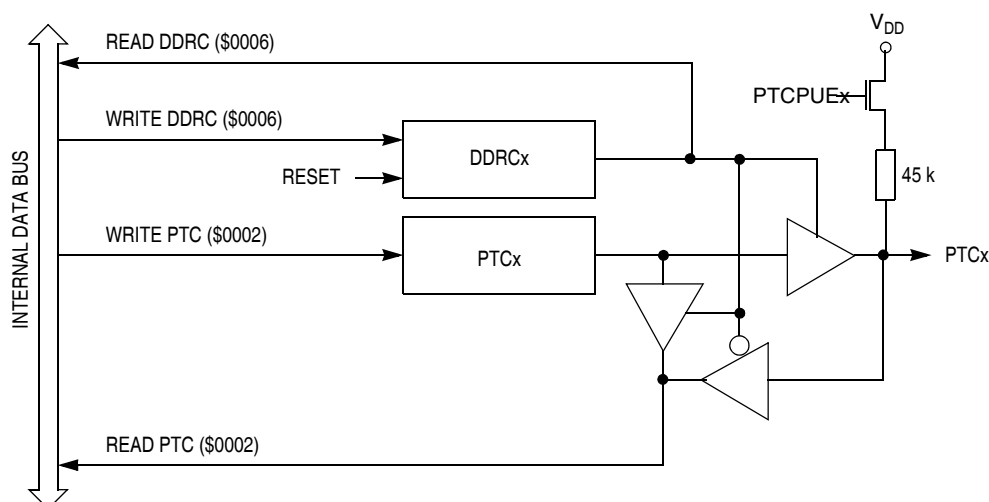 READ DDRC ($0006)
VDD
PTCPUEx
WRITE DDRC ($0006)
DDRCx
RESET
45 k
INTERNAL DATA BUS
WRITE PTC ($0002)
PTCx
PTCx
READ PTC ($0002)